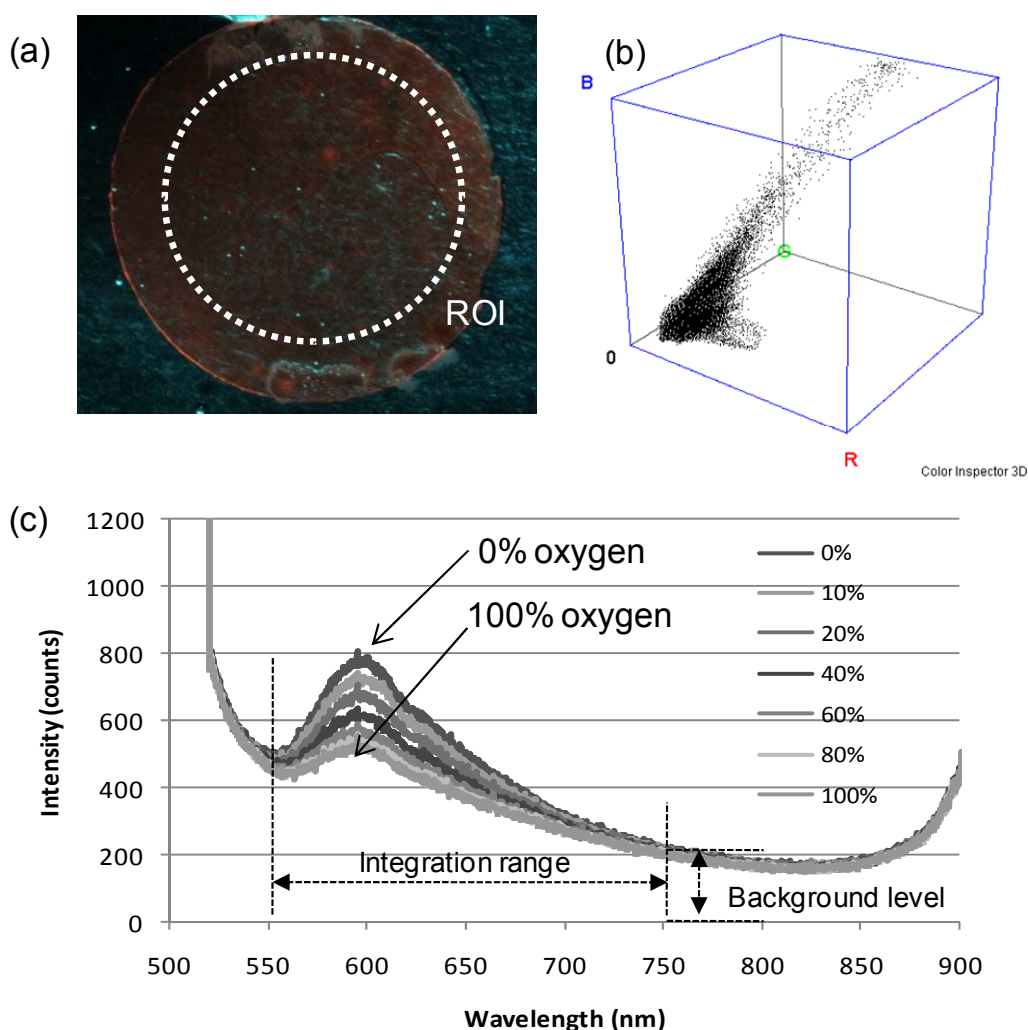 (a)
ROI
(b)
B
G
0
R
Color Inspector 3D
(c)
1200
1000
800
600
400
200
0
Intensity (counts)
0% oxygen
100% oxygen
0%
10%
20%
40%
60%
80%
100%
Integration range
Background level
500 550 600 650 700 750 800 850 900
Wavelength (nm)